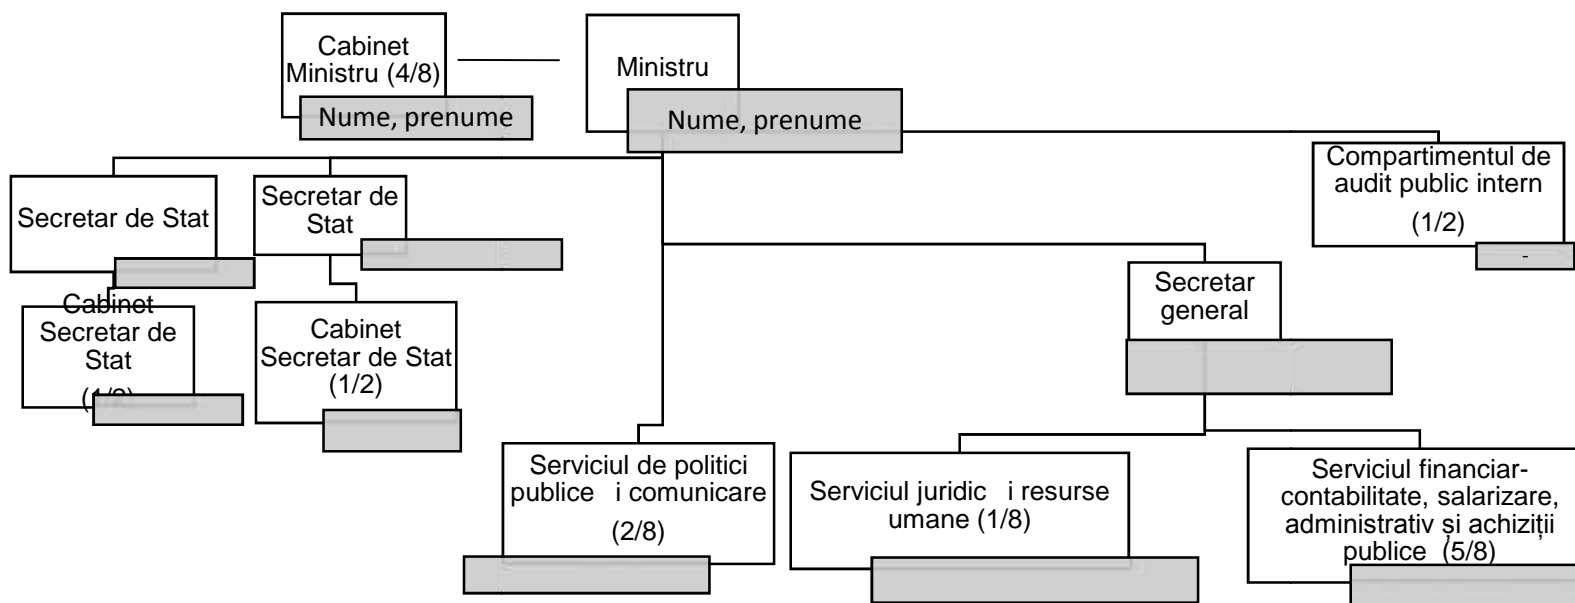 Cabinet
Ministru (4/8)
Nume, prenume
Ministru
Nume, prenume
Compartimentul de
audit public intern
(1/2)
-
Secretar de Stat
Secretar de
Stat
Cabinet
Secretar de
Stat
Cabinet
Secretar de Stat
(1/2)
Secretar
general
Serviciul de politici
publice i comunicare
(2/8)
Serviciul juridic i resurse
umane (1/8)
Serviciul financiar-
contabilitate, salarizare,
administrativ și achiziții
publice (5/8)